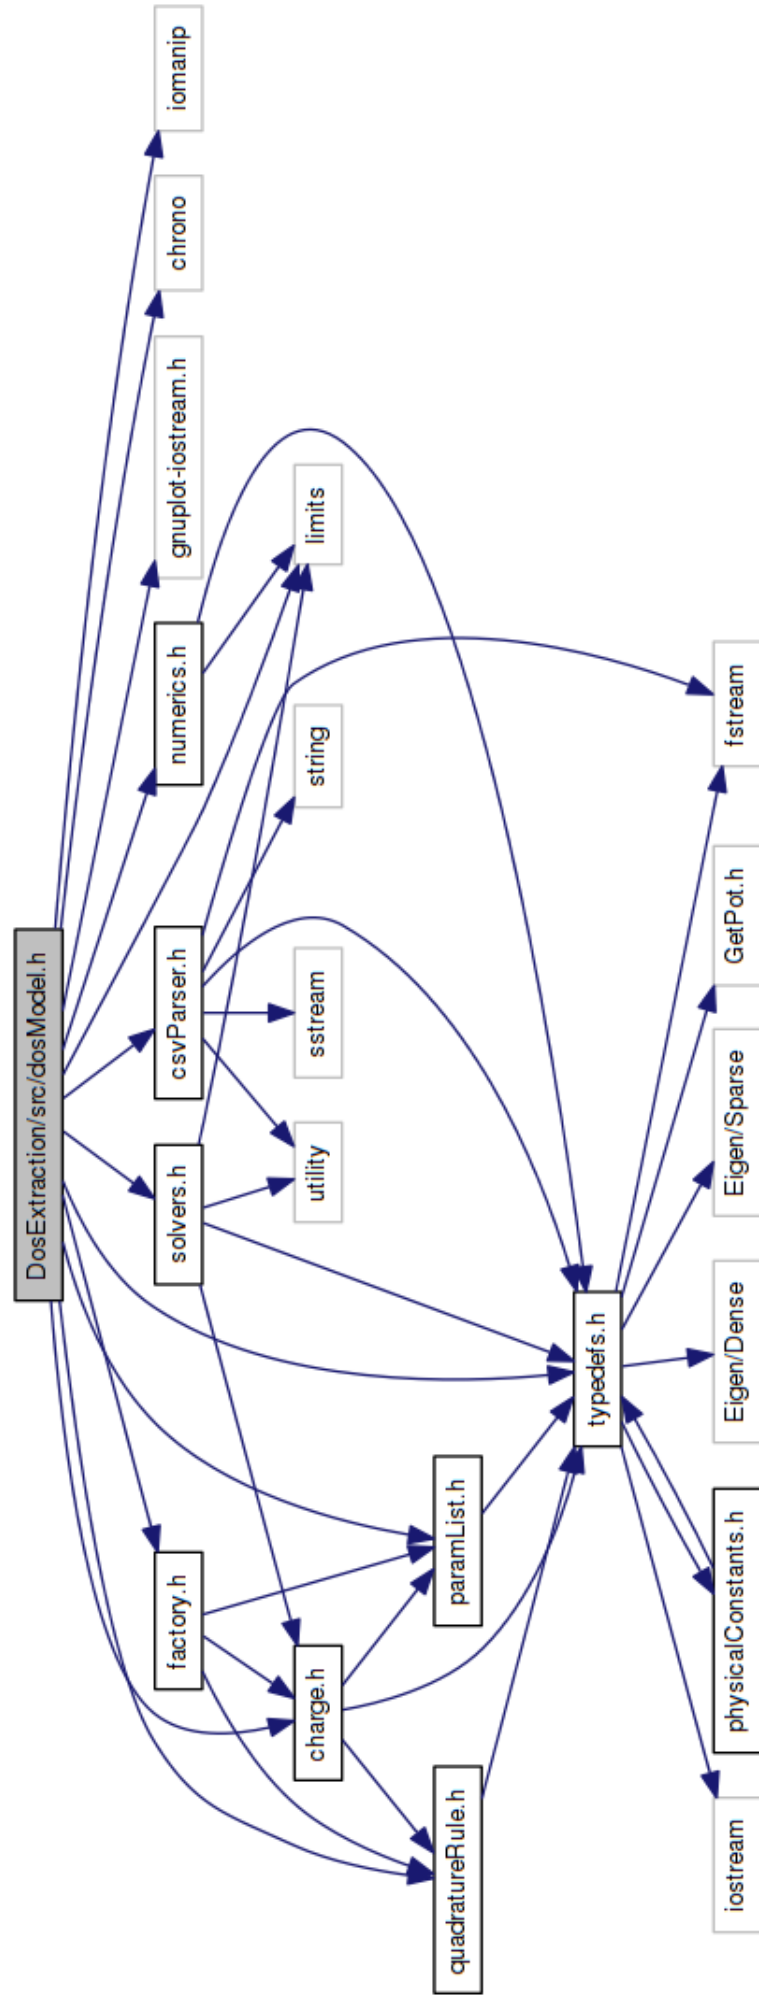 DosExtraction/src/dosModel.h
factory.h
solvers.h
csvParser.h
numerics.h
gnuplot-iostream.h
chrono
iomanip
charge.h
utility
sstream
string
limits
quadratureRule.h
paramList.h
typedefs.h
iostream
physicalConstants.h
Eigen/Dense
Eigen/Sparse
GetPot.h
fstream